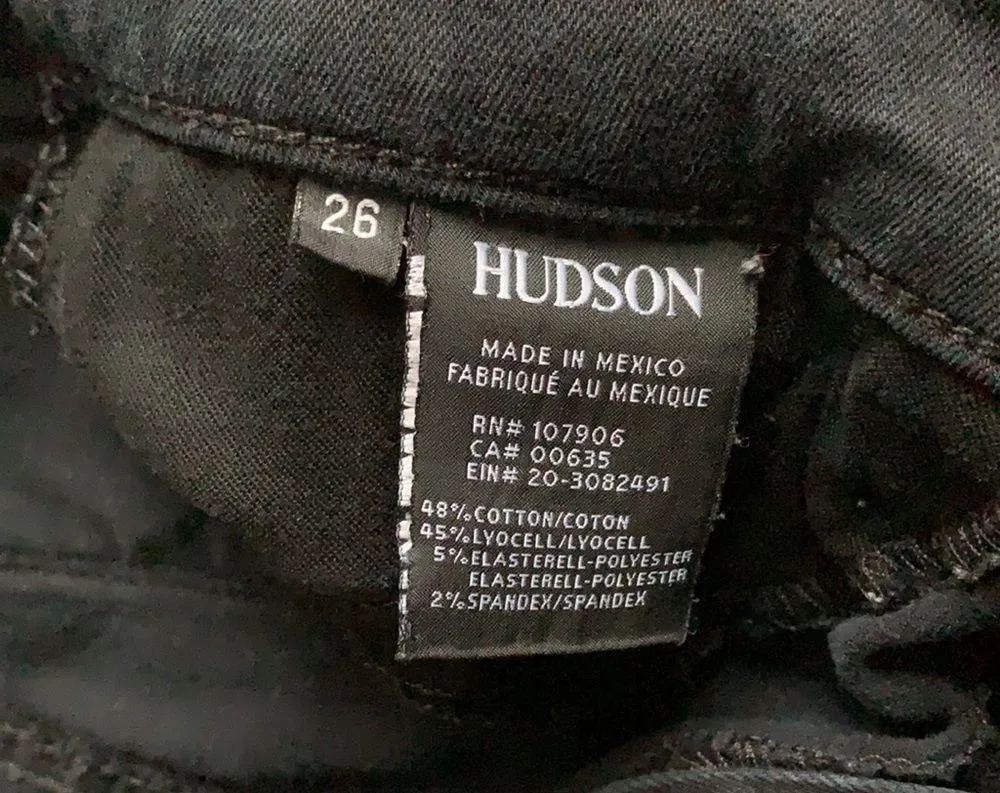 26
HUDSON
MADE IN MEXICO
FABRIQUÉ AU MEXIQUE
RN# 107906
CA# 00635
EIN# 20-3082491
48% COTTON/COTON
45% LYOCELL/LYOCELL
5% ELASTERELL-POLYESTER
ELASTERELL-POLYESTER
2% SPANDEX/SPANDEX